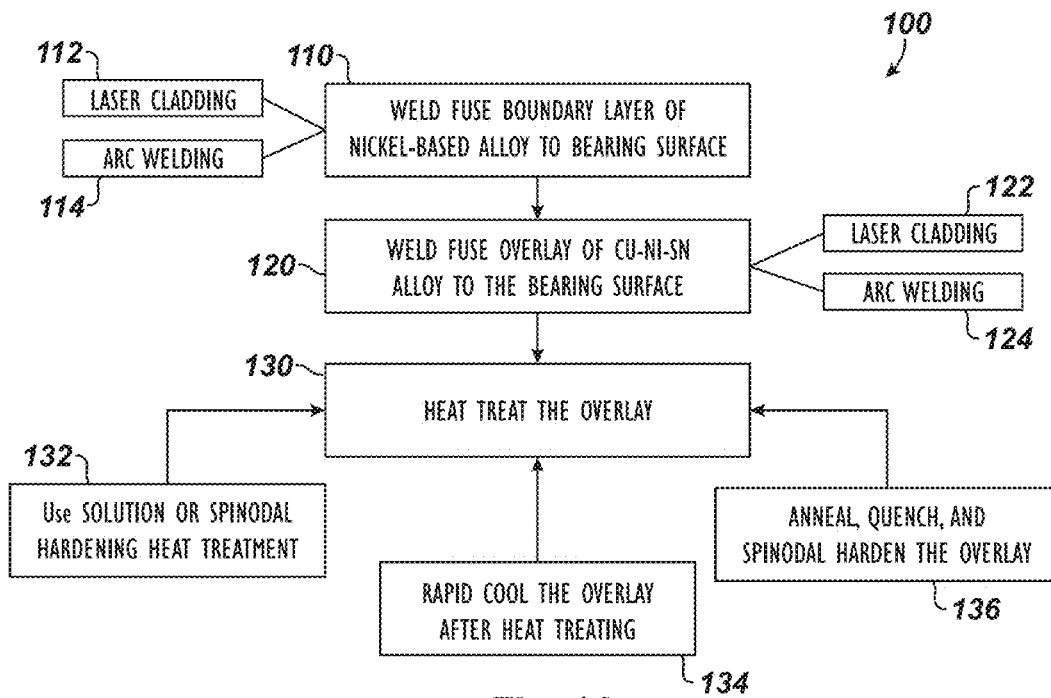 100
112
110
LASER CLADDING
WELD FUSE BOUNDARY LAYER OF
NICKEL-BASED ALLOY TO BEARING SURFACE
ARC WELDING
114
122
WELD FUSE OVERLAY OF CU-NI-SN
ALLOY TO THE BEARING SURFACE
120
LASER CLADDING
ARC WELDING
124
130
HEAT TREAT THE OVERLAY
132
Use SOLUTION OR SPINODAL
HARDENING HEAT TREATMENT
ANNEAL, QUENCH, AND
SPINODAL HARDEN THE OVERLAY
136
RAPID COOL THE OVERLAY
AFTER HEAT TREATING
134